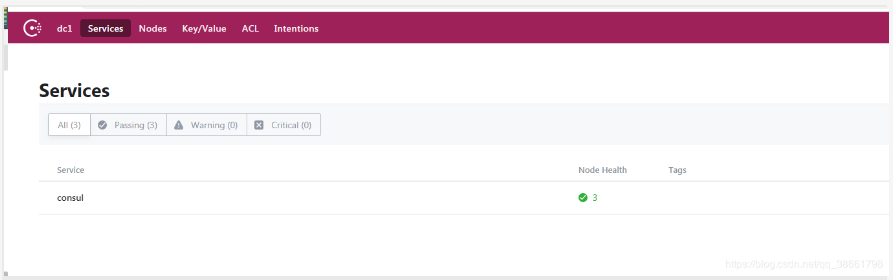 dc1 Services Nodes Key/Value ACL Intentions
Services
All (3) Passing (3) Warning (0) Critical (0)
Service Node Health Tags
consul 3
https://blog.csdn.net/qq_38661798